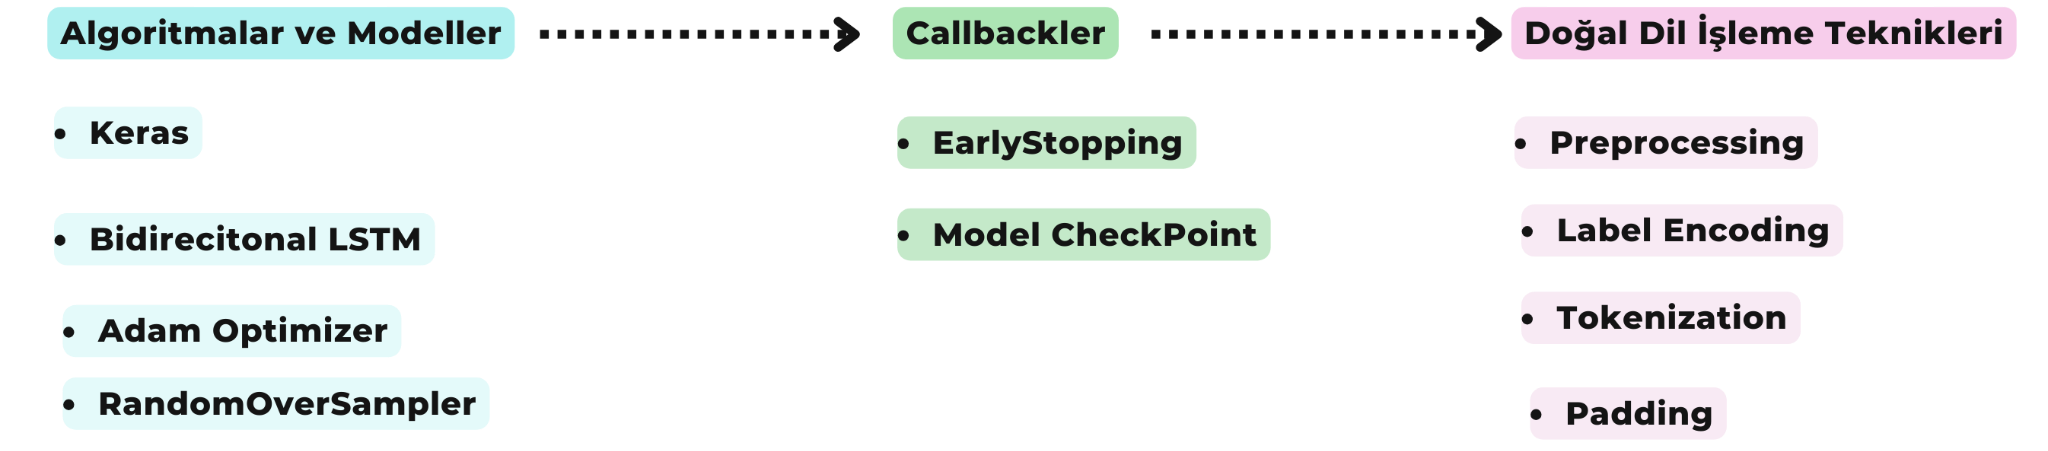 Algoritmalar ve Modeller
• Keras
• Bidirecitonal LSTM
• Adam Optimizer
• RandomOverSampler
Callbackler
• EarlyStopping
• Model CheckPoint
Doğal Dil İşleme Teknikleri
• Preprocessing
• Label Encoding
• Tokenization
• Padding